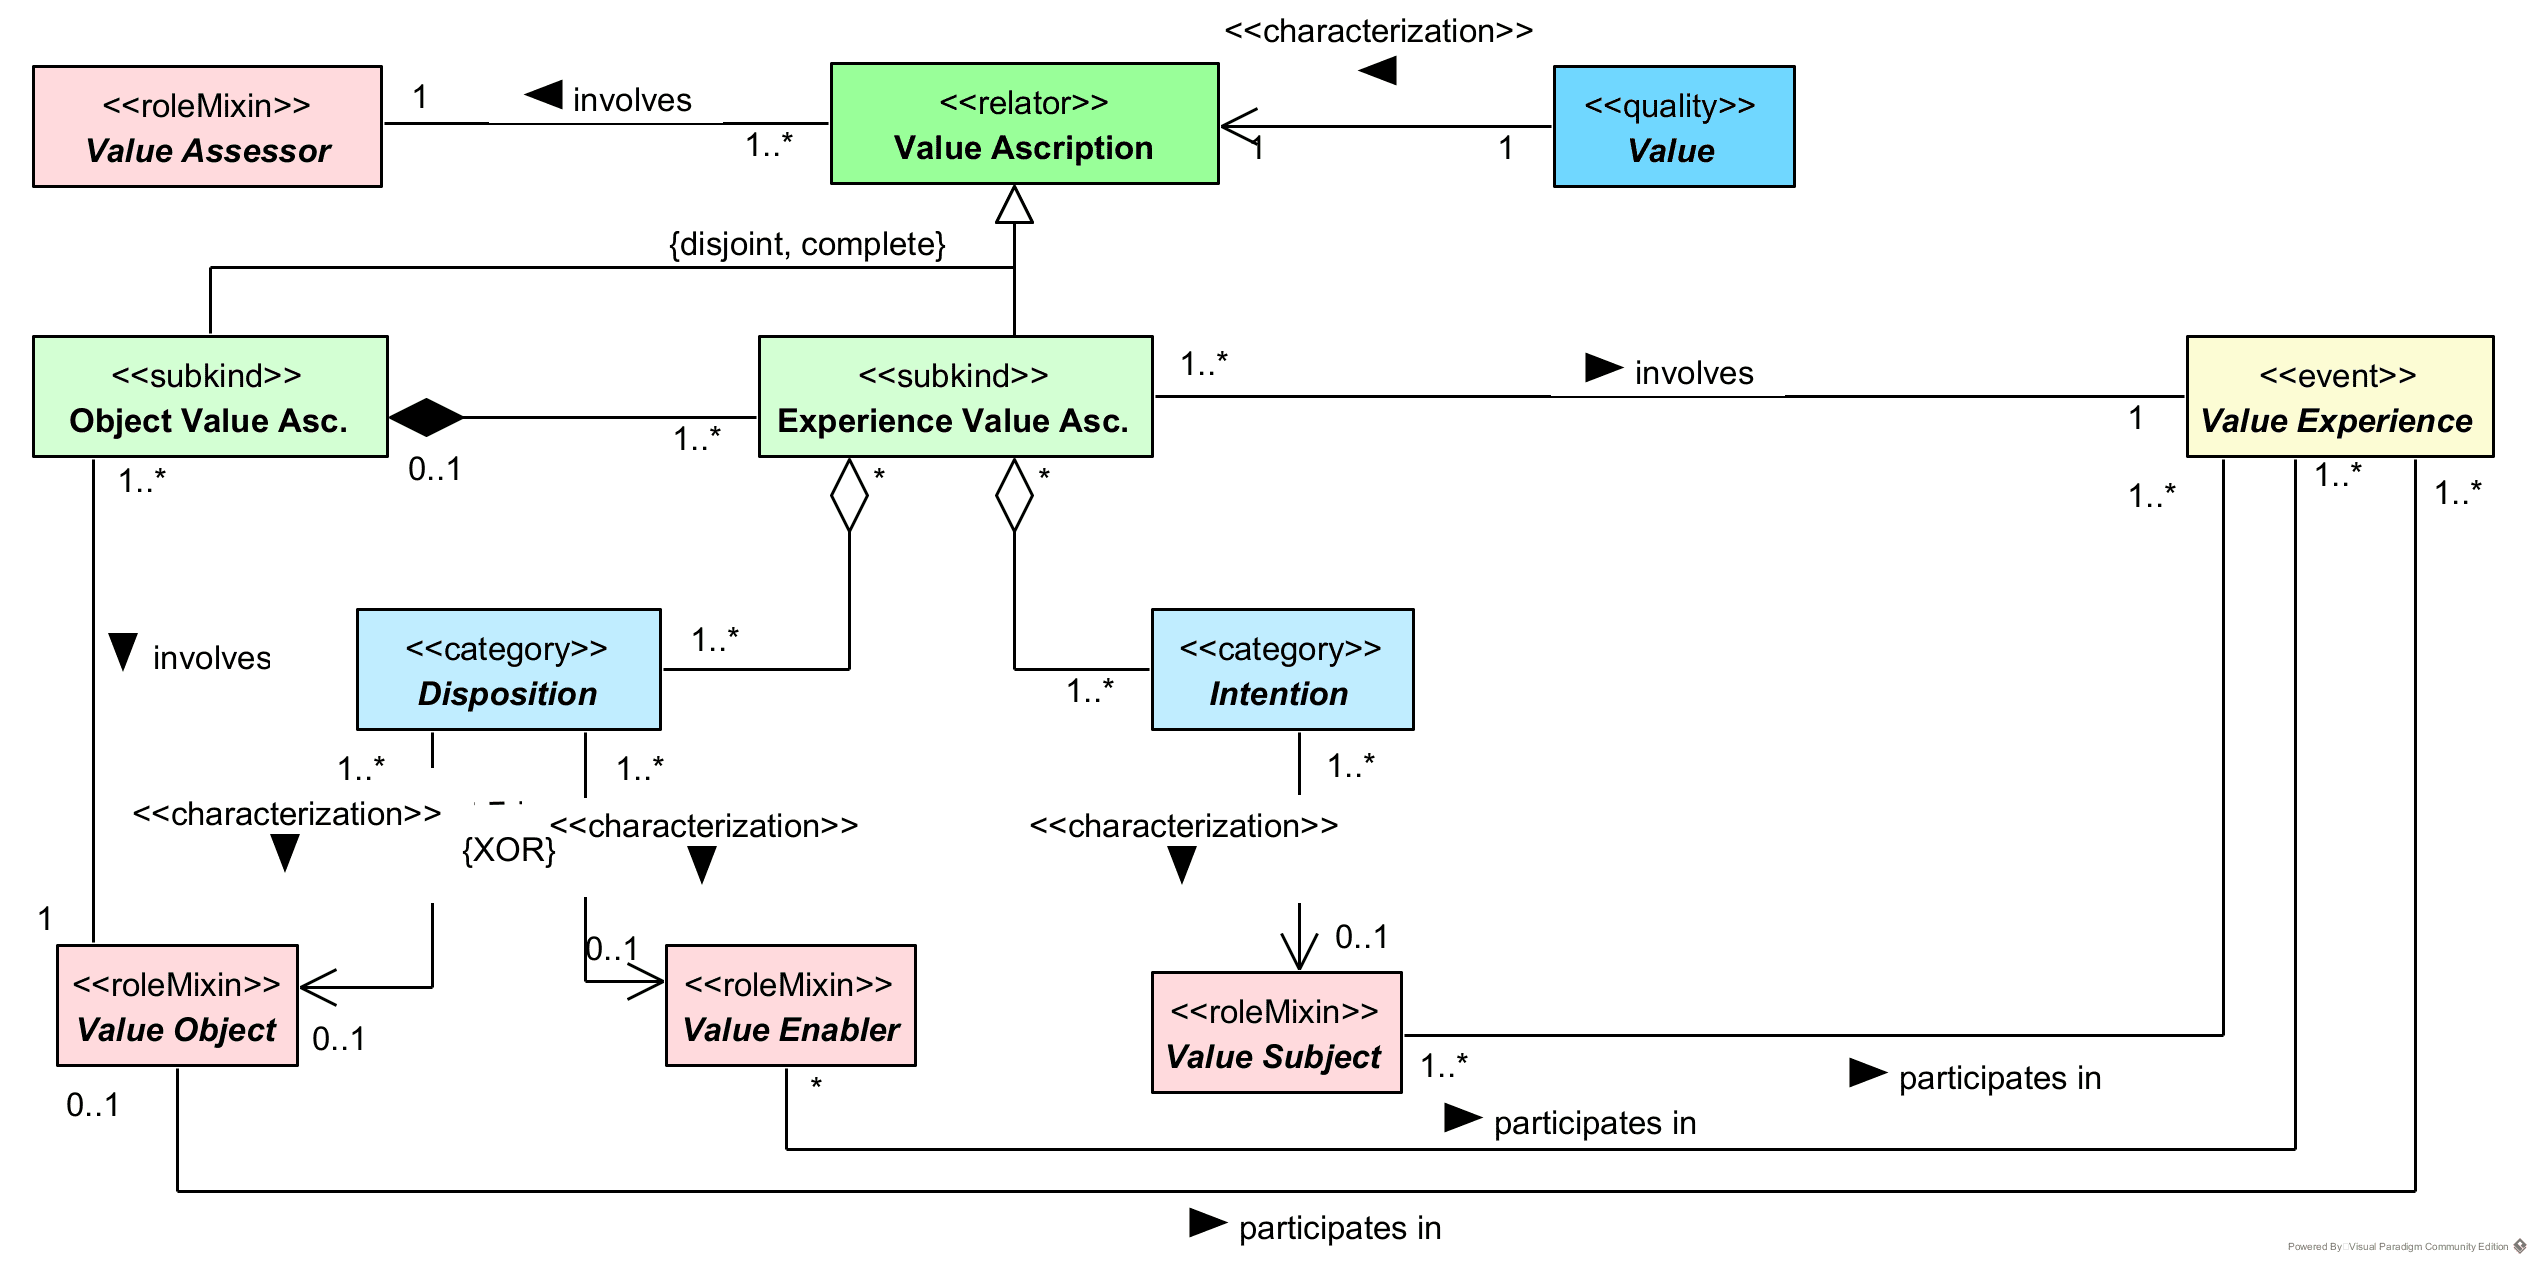 <<characterization>>
<<roleMixin>>
Value Assessor
1
involves
1..*
<<relator>>
Value Ascription
1
1
<<quality>>
Value
{disjoint, complete}
<<subkind>>
Object Value Asc.
<<subkind>>
Experience Value Asc.
1..*
involves
1
<<event>>
Value Experience
1..*
0..1
1..*
*
*
1..*
1..*
1..*
involves
<<category>>
Disposition
1..*
<<category>>
Intention
1..*
1..*
1..*
1..*
<<characterization>>
{XOR}
<<characterization>>
<<characterization>>
1
0..1
0..1
<<roleMixin>>
Value Object
0..1
<<roleMixin>>
Value Enabler
<<roleMixin>>
Value Subject
0..1
*
1..*
participates in
participates in
participates in
Powered By Visual Paradigm Community Edition